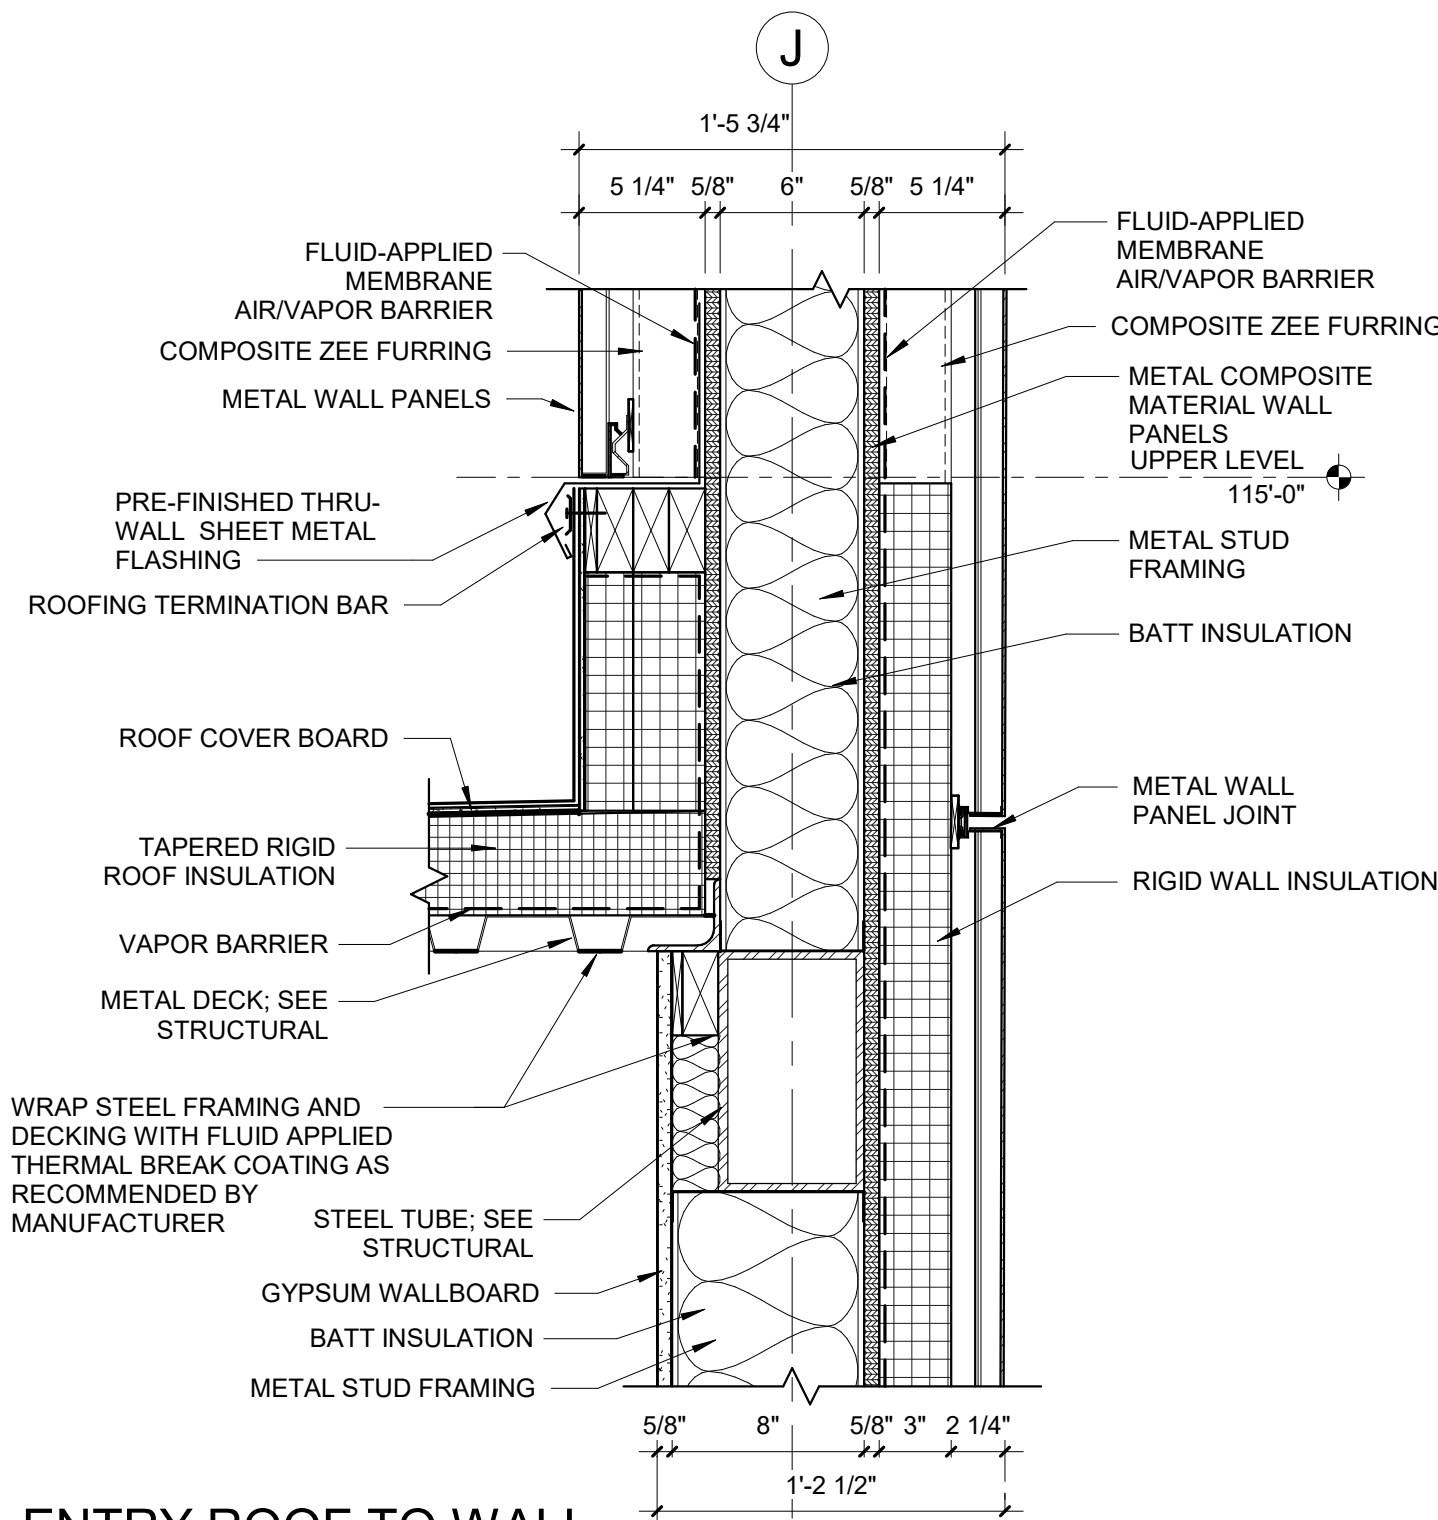 J
1'-5 3/4"
5 1/4" 5/8" 6" 5/8" 5 1/4"
FLUID-APPLIED
MEMBRANE
AIR/VAPOR BARRIER
COMPOSITE ZEE FURRING
METAL WALL PANELS
PRE-FINISHED THRU-
WALL SHEET METAL
FLASHING
ROOFING TERMINATION BAR
ROOF COVER BOARD
TAPERED RIGID
ROOF INSULATION
VAPOR BARRIER
METAL DECK; SEE
STRUCTURAL
WRAP STEEL FRAMING AND
DECKING WITH FLUID APPLIED
THERMAL BREAK COATING AS
RECOMMENDED BY
MANUFACTURER
STEEL TUBE; SEE
STRUCTURAL
GYPSUM WALLBOARD
BATT INSULATION
METAL STUD FRAMING
FLUID-APPLIED
MEMBRANE
AIR/VAPOR BARRIER
COMPOSITE ZEE FURRING
METAL COMPOSITE
MATERIAL WALL
PANELS
UPPER LEVEL
115'-0"
METAL STUD
FRAMING
BATT INSULATION
METAL WALL
PANEL JOINT
RIGID WALL INSULATION
5/8" 8" 5/8" 3" 2 1/4"
1'-2 1/2"
ENTRY ROOF TO WALL